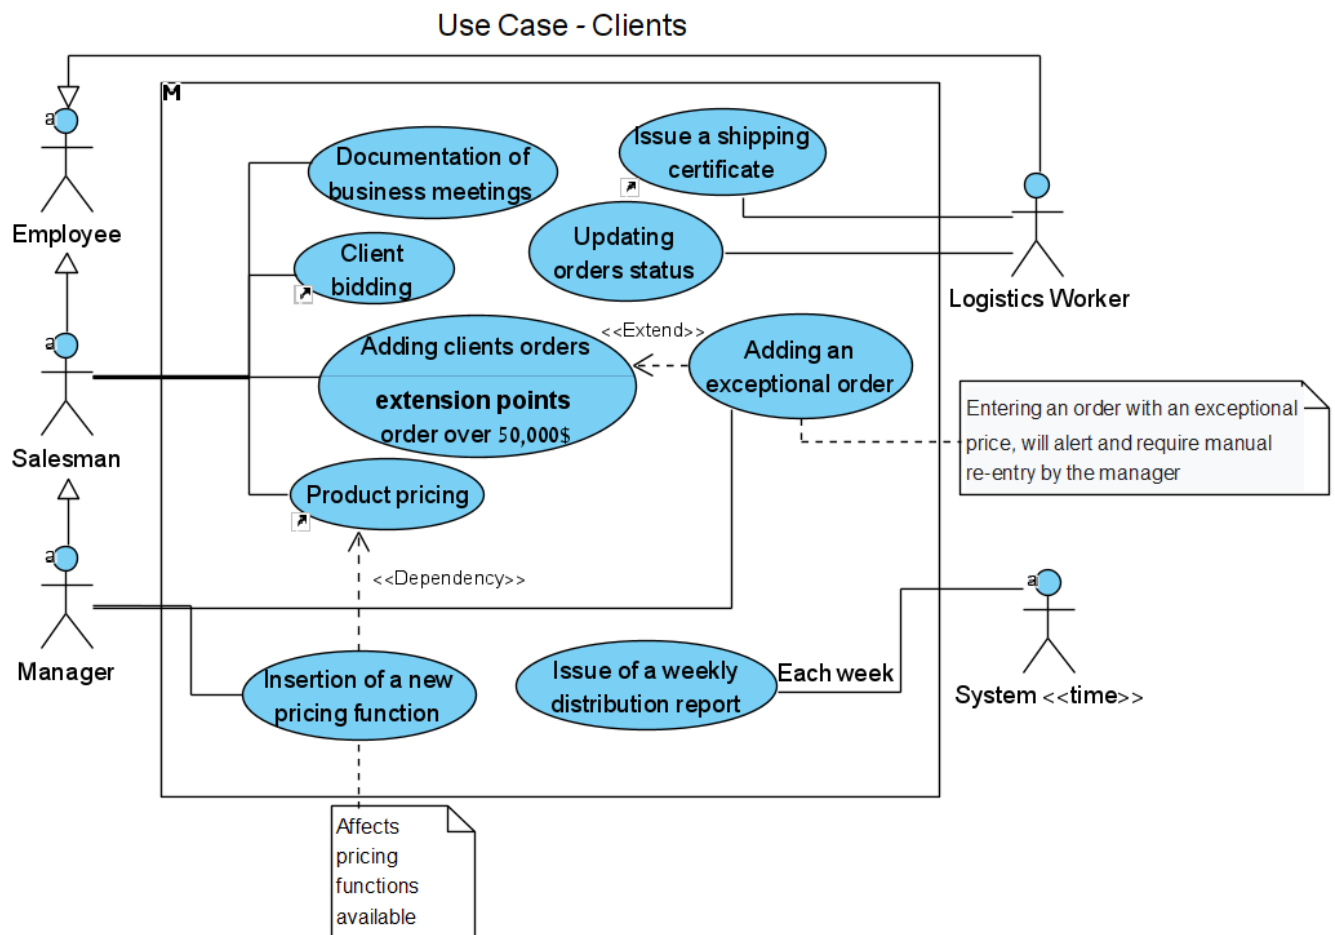 Use Case - Clients
M
a
Employee
Documentation of
business meetings
Issue a shipping
certificate
Client
bidding
Updating
orders status
Logistics Worker
a
Salesman
Adding clients orders
extension points
order over 50,000$
<<Extend>>
Adding an
exceptional order
Entering an order with an exceptional
price, will alert and require manual
re-entry by the manager
Product pricing
<<Dependency>>
a
Manager
Insertion of a new
pricing function
Issue of a weekly
distribution report
Each week
a
System <<time>>
Affects
pricing
functions
available